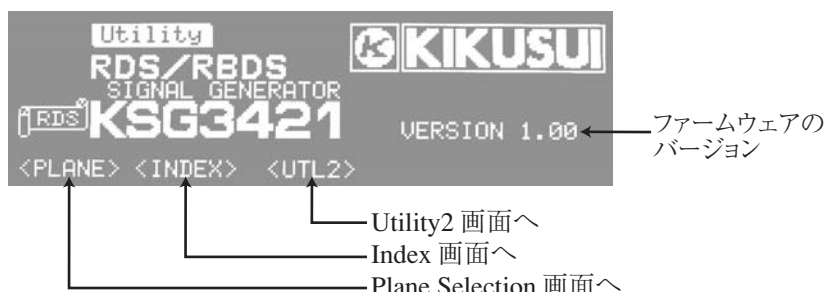 Utility
KIKUSUI
RDS/RBDS
SIGNAL GENERATOR
RDS KSG3421
VERSION 1.00
ファームウェアの
バージョン
<PLANE> <INDEX> <UTL2>
Utility2 画面へ
Index 画面へ
Plane Selection 画面へ